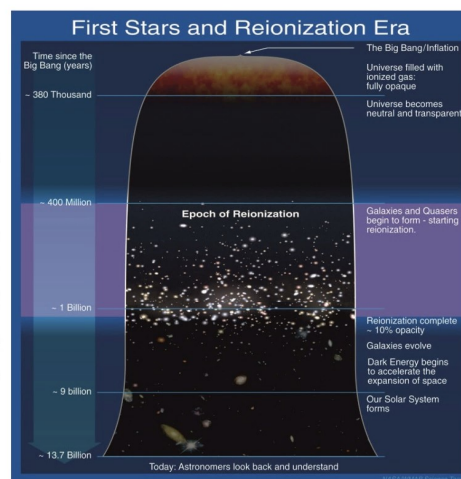 First Stars and Reionization Era
Time since the
Big Bang (years)
The Big Bang/Inflation
Universe filled with
ionized gas:
fully opaque
~ 380 Thousand
Universe becomes
neutral and transparent
~ 400 Million
Epoch of Reionization
Galaxies and Quasers
begin to form - starting
reionization.
~ 1 Billion
Reionization complete
~ 10% opacity
Galaxies evolve
Dark Energy begins
to accelerate the
expansion of space
~ 9 billion
Our Solar System
forms
~ 13.7 Billion
Today: Astronomers look back and understand